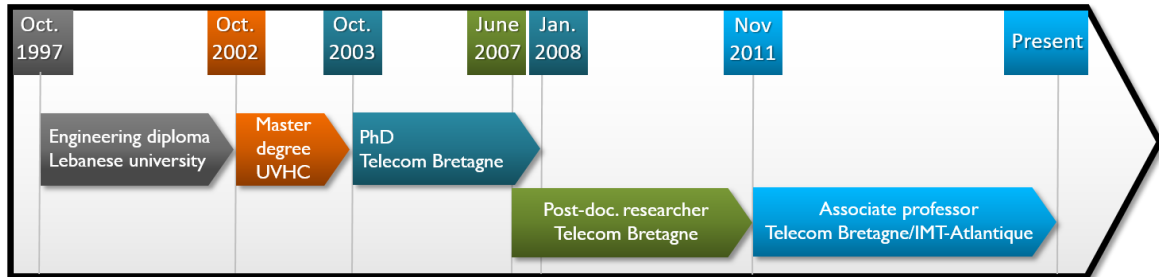 Oct.
1997
Oct.
2002
Oct.
2003
June
2007
Jan.
2008
Nov
2011
Present
Engineering diploma
Lebanese university
Master
degree
UVHC
PhD
Telecom Bretagne
Post-doc. researcher
Telecom Bretagne
Associate professor
Telecom Bretagne/IMT-Atlantique